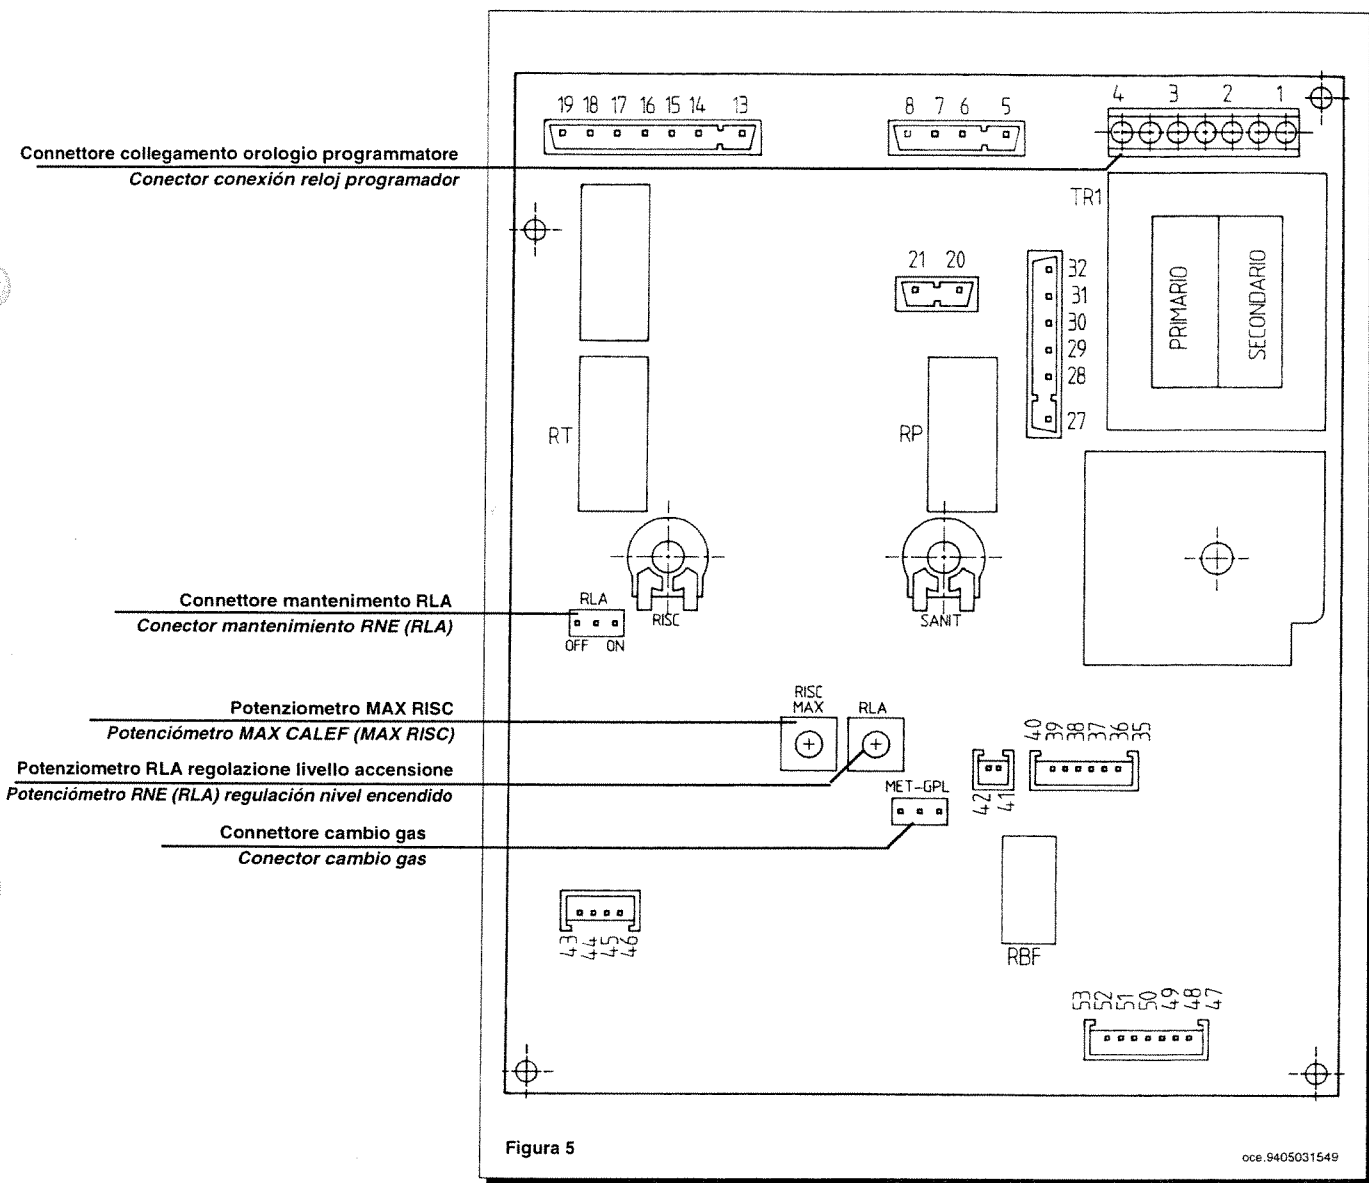 19 18 17 16 15 14 13
8 7 6 5
4 3 2 1
Connettore collegamento orologio programmatore
Conector conexión reloj programador
TR1
21 20
32
31
30
29
28
27
PRIMARIO
SECONDARIO
RT
RP
Connettore mantenimento RLA
Conector mantenimiento RNE (RLA)
RLA
OFF ON
RISC
SANIT
Potenziometro MAX RISC
Potenciómetro MAX CALEF (MAX RISC)
RISC
MAX
RLA
40 39 38 37 36 35
Potenziometro RLA regolazione livello accensione
Potenciómetro RNE (RLA) regulación nivel encendido
MET-GPL
42 41
Connettore cambio gas
Conector cambio gas
43 44 45 46
RBF
53 52 51 50 49 48 47
Figura 5
oce.9405031549